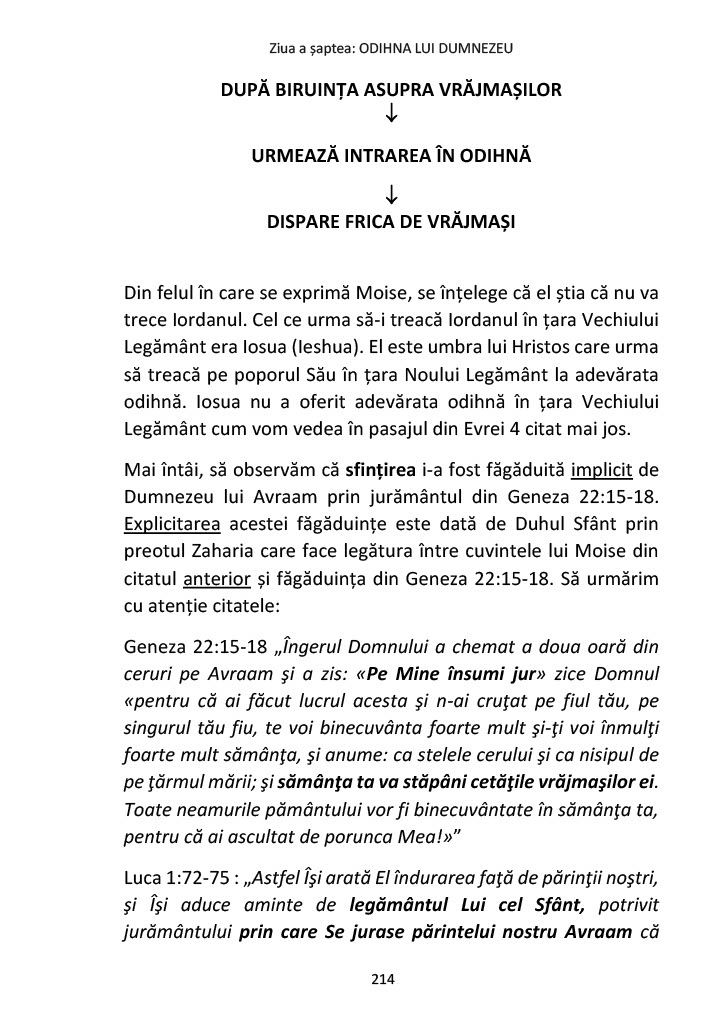 Ziua a șaptea: ODIHNA LUI DUMNEZEU
DUPĂ BIRUINȚA ASUPRA VRĂJMAȘILOR
↓
URMEAZĂ INTRAREA ÎN ODIHNĂ
↓
DISPARE FRICA DE VRĂJMAȘI
Din felul în care se exprimă Moise, se înțelege că el știa că nu va
trece Iordanul. Cel ce urma să-i treacă Iordanul în țara Vechiului
Legământ era Iosua (Ieshua). El este umbra lui Hristos care urma
să treacă pe poporul Său în țara Noului Legământ la adevărata
odihnă. Iosua nu a oferit adevărata odihnă în țara Vechiului
Legământ cum vom vedea în pasajul din Evrei 4 citat mai jos.
Mai întâi, să observăm că sfințirea i-a fost făgăduită implicit de
Dumnezeu lui Avraam prin jurământul din Geneza 22:15-18.
Explicitarea acestei făgăduințe este dată de Duhul Sfânt prin
preotul Zaharia care face legătura între cuvintele lui Moise din
citatul anterior și făgăduința din Geneza 22:15-18. Să urmărim
cu atenție citatele:
Geneza 22:15-18 „Îngerul Domnului a chemat a doua oară din
ceruri pe Avraam şi a zis: «Pe Mine însumi jur» zice Domnul
«pentru că ai făcut lucrul acesta şi n-ai cruţat pe fiul tău, pe
singurul tău fiu, te voi binecuvânta foarte mult şi-ţi voi înmulţi
foarte mult sămânţa, şi anume: ca stelele cerului şi ca nisipul de
pe ţărmul mării; şi sămânţa ta va stăpâni cetăţile vrăjmaşilor ei.
Toate neamurile pământului vor fi binecuvântate în sămânţa ta,
pentru că ai ascultat de porunca Mea!»”
Luca 1:72-75 : „Astfel Îşi arată El îndurarea faţă de părinţii noştri,
şi Îşi aduce aminte de legământul Lui cel Sfânt, potrivit
jurământului prin care Se jurase părintelui nostru Avraam că
214